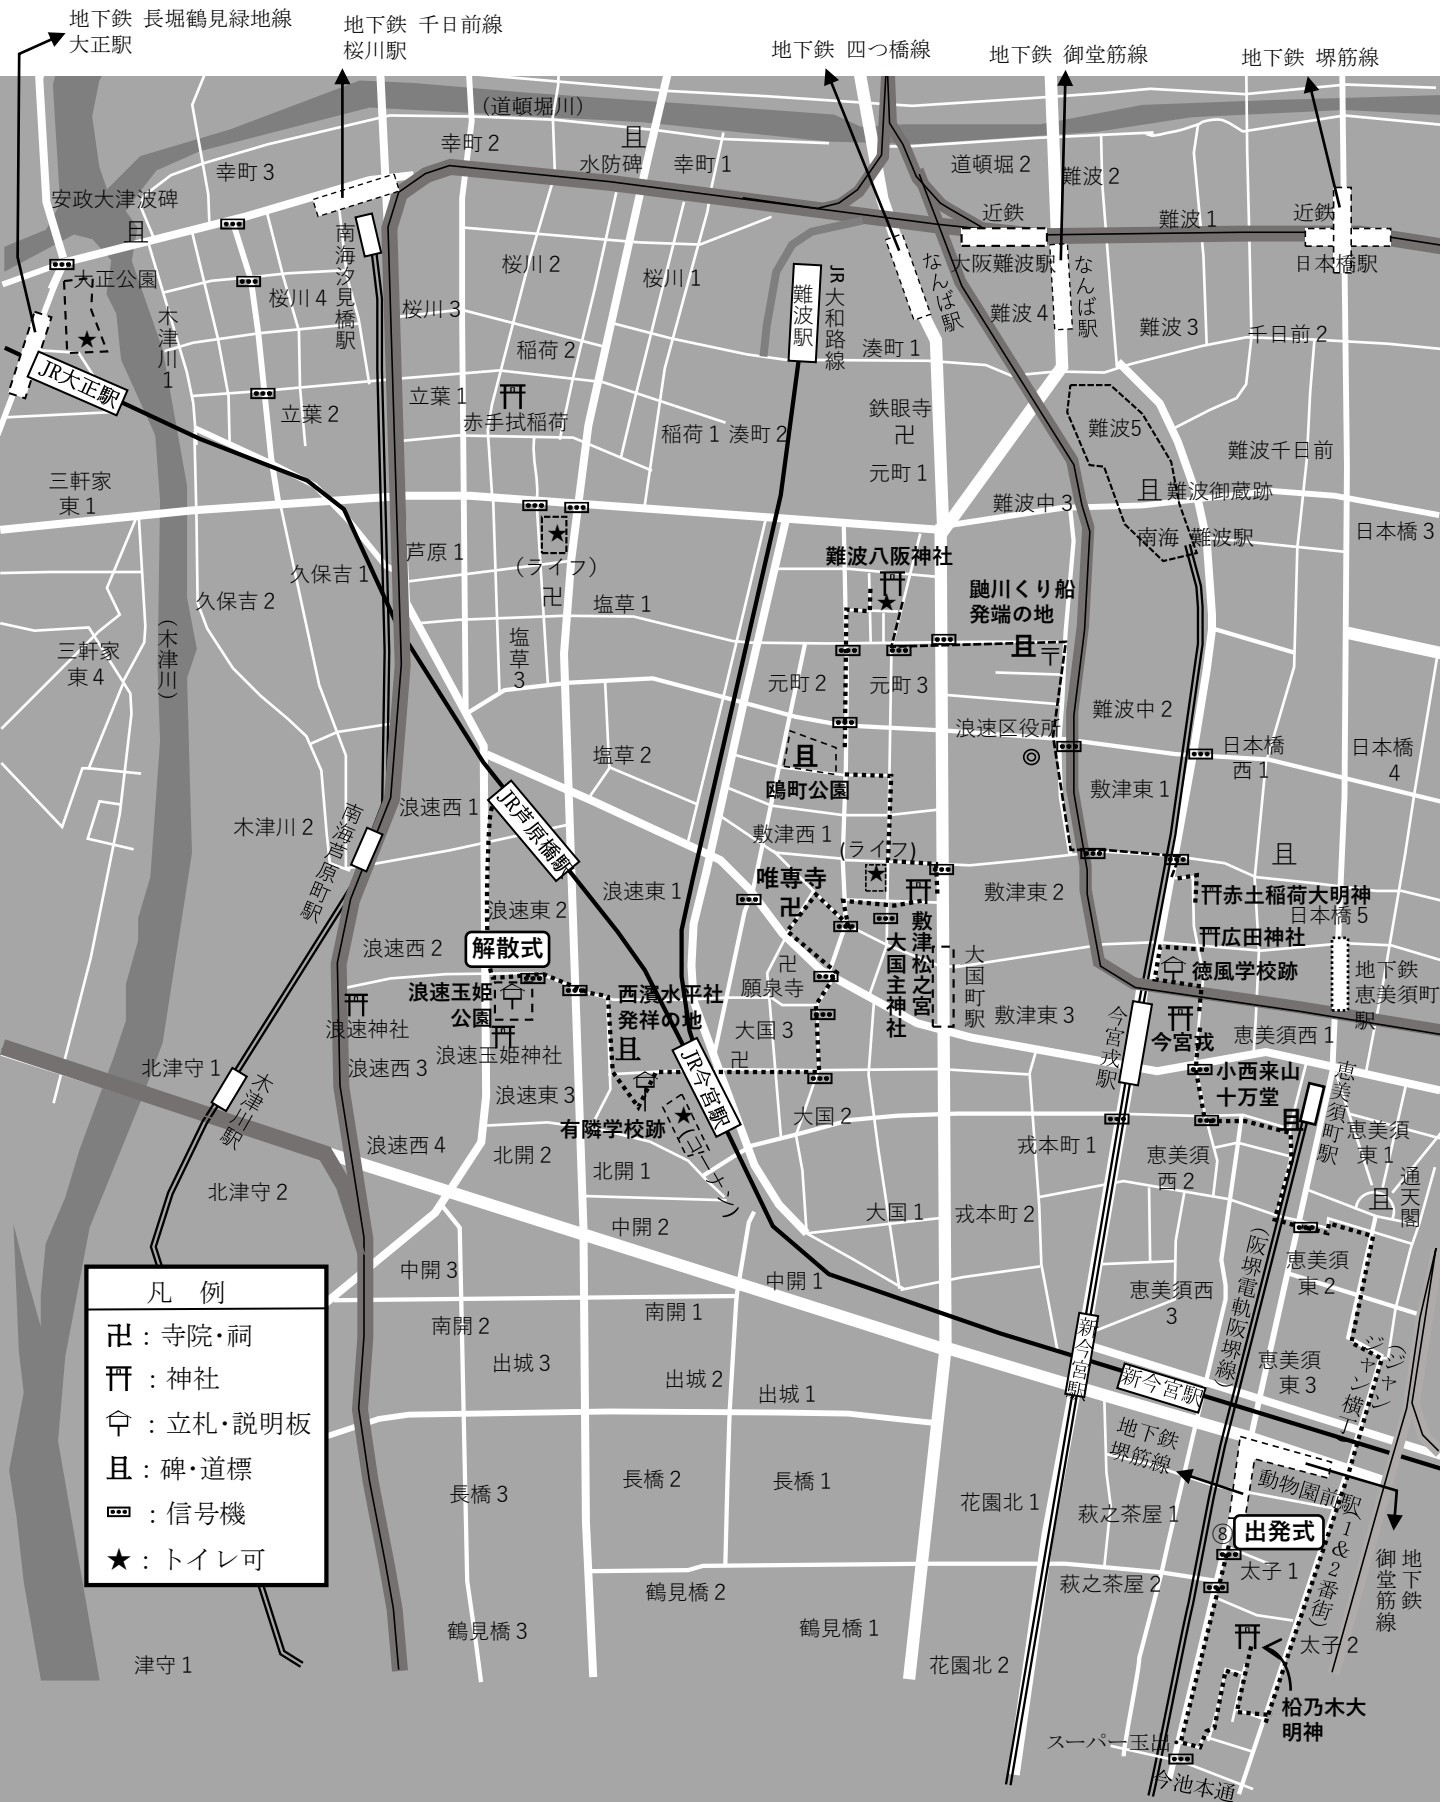 地下鉄 長堀鶴見緑地線
大正駅
地下鉄 千日前線
桜川駅
地下鉄 四つ橋線
地下鉄 御堂筋線
地下鉄 堺筋線
(道頓堀川)
幸町2
水防碑
幸町1
幸町3
道頓堀2
難波2
安政大津波碑
近鉄
大阪難波駅
難波1
近鉄
日本橋駅
大正公園
桜川4
南海汐見橋駅
桜川3
桜川2
桜川1
難波駅
JR大和路線
なんば駅
なんば駅
難波4
難波3
千日前2
木津川1
JR大正駅
稲荷2
湊町1
立葉2
立葉1
赤手拭稲荷
稲荷1
湊町2
鉄眼寺
卍
元町1
難波5
難波千日前
三軒家
東1
難波中3
難波御蔵跡
南海 難波駅
日本橋3
芦原1
(ライフ)
卍
久保吉1
久保吉2
塩草1
難波八阪神社
鼬川くり船
発端の地
〒
(木津川)
三軒家
東4
塩草3
元町2
元町3
難波中2
浪速区役所
◎
塩草2
日本橋
西1
日本橋
4
鴎町公園
敷津東1
浪速西1
JR芦原橋駅
木津川2
南海芦原町駅
敷津西1
(ライフ)
唯専寺
卍
浪速東1
浪速東2
敷津東2
赤土稲荷大明神
日本橋5
敷津松之宮
大国主神社
大国町駅
広田神社
徳風学校跡
地下鉄
恵美須町
駅
浪速西2
解散式
卍
願泉寺
浪速玉姫
公園
西濱水平社
発祥の地
大国3
卍
敷津東3
今宮戎駅
今宮戎
恵美須西1
浪速神社
浪速玉姫神社
浪速西3
北津守1
木津川駅
JR今宮駅
小西来山
十万堂
恵美須町駅
浪速東3
有隣学校跡
(コーナン)
大国2
戎本町1
恵美須
西2
恵美須
東1
通天閣
浪速西4
北開2
北開1
北津守2
大国1
戎本町2
中開2
中開3
中開1
(阪堺電軌阪堺線)
恵美須
東2
恵美須西
3
南開2
南開1
新今宮駅
新今宮駅
恵美須
東3
(ジャンジャン横丁
出城3
出城2
出城1
地下鉄
堺筋線
動物園前駅
(1&2番街)
長橋3
長橋2
長橋1
花園北1
萩之茶屋1
⑧
出発式
地下鉄
御堂筋線
太子1
萩之茶屋2
鶴見橋2
鶴見橋3
鶴見橋1
太子2
津守1
花園北2
松乃木大
明神
スーパー玉出
今池本通
凡 例
卍：寺院・祠
：神社
：立札・説明板
：碑・道標
：信号機
★：トイレ可